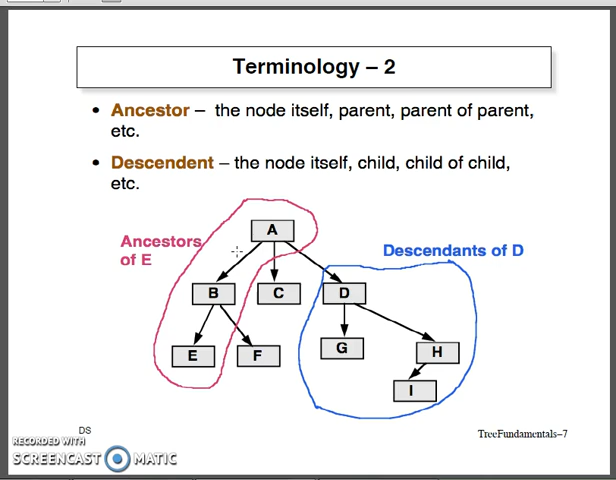 Terminology – 2
• Ancestor – the node itself, parent, parent of parent,
etc.
• Descendent – the node itself, child, child of child,
etc.
Ancestors
of E
Descendants of D
A
B
C
D
E
F
G
H
I
DS
TreeFundamentals–7
RECORDED WITH
SCREENCAST MATIC